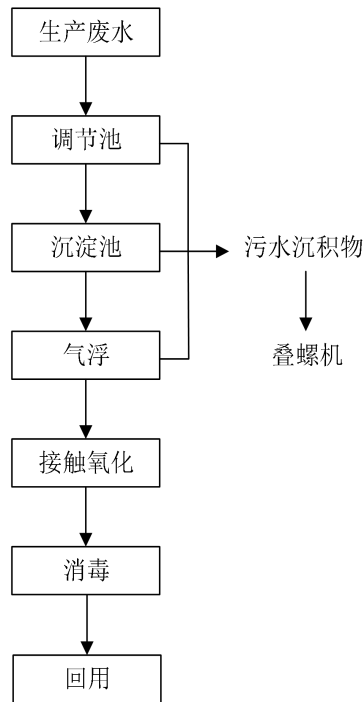 生产废水
调节池
沉淀池
污水沉积物
气浮
叠螺机
接触氧化
消毒
回用